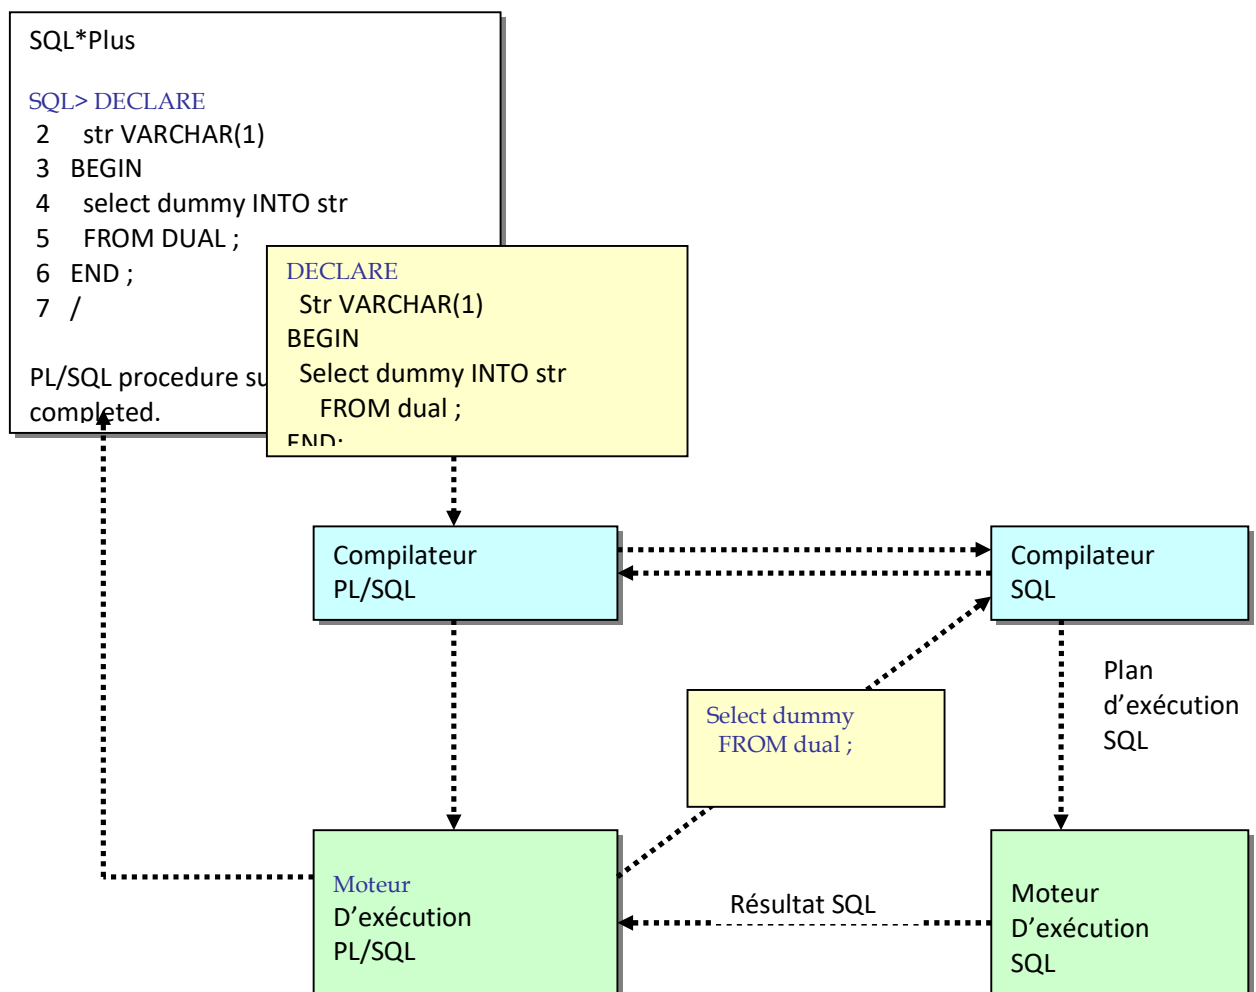 SQL*Plus
SQL> DECLARE
2 str VARCHAR(1)
3 BEGIN
4 select dummy INTO str
5 FROM DUAL ;
6 END ;
7 /
PL/SQL procedure su
completed.
DECLARE
Str VARCHAR(1)
BEGIN
Select dummy INTO str
FROM dual ;
END;
Compilateur
PL/SQL
Compilateur
SQL
Plan
d’exécution
SQL
Select dummy
FROM dual ;
Moteur
D’exécution
PL/SQL
Résultat SQL
Moteur
D’exécution
SQL